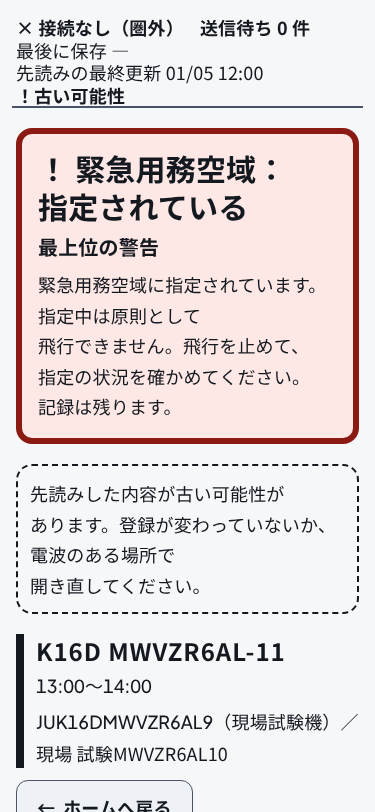 × 接続なし（圏外） 送信待ち 0 件
最後に保存 —
先読みの最終更新 01/05 12:00
！古い可能性
！ 緊急用務空域：
指定されている
最上位の警告
緊急用務空域に指定されています。
指定中は原則として
飛行できません。飛行を止めて、
指定の状況を確かめてください。
記録は残ります。
先読みした内容が古い可能性が
あります。登録が変わっていないか、
電波のある場所で
開き直してください。
K16D MWVZR6AL-11
13:00〜14:00
JUK16DMWVZR6AL9（現場試験機）／
現場 試験MWVZR6AL10
← ホームへ戻る